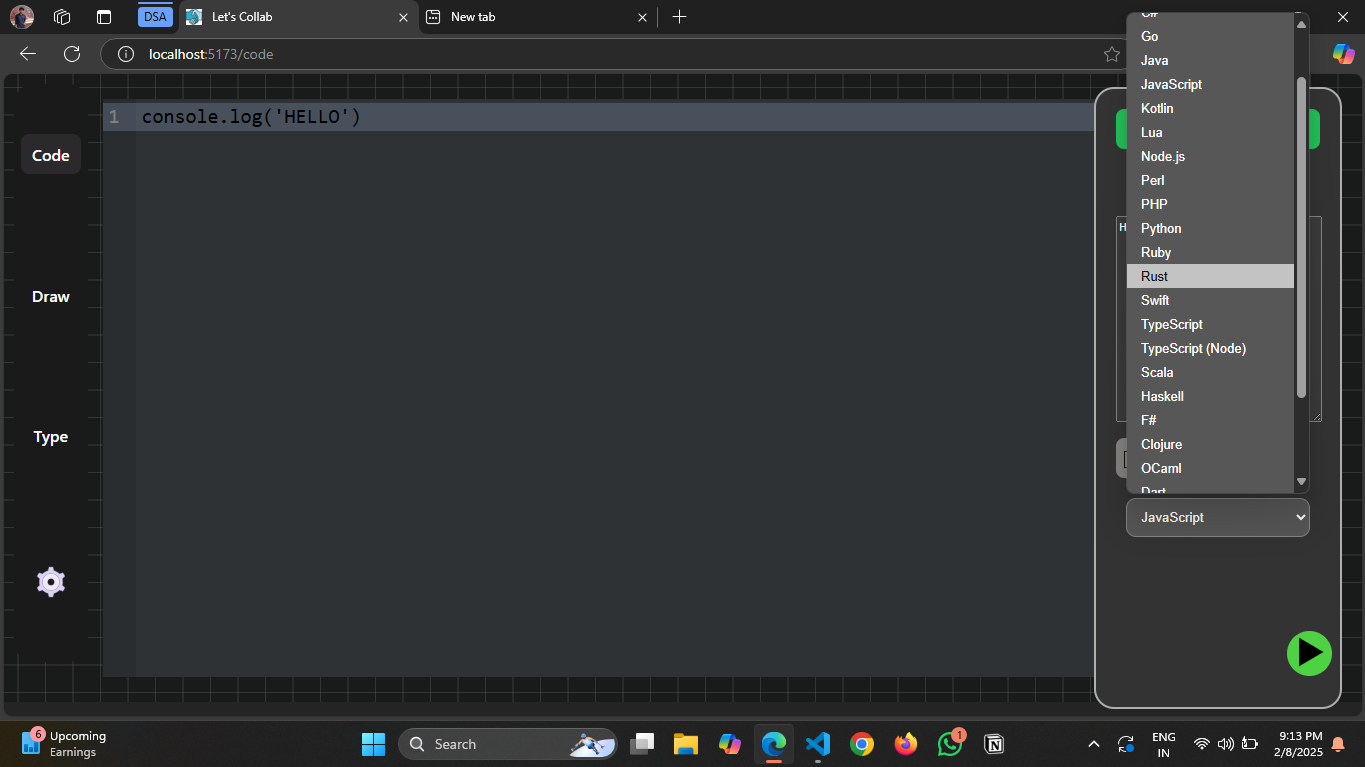 DSA
Let's Collab
New tab
localhost:5173/code
Code
Draw
Type
1
console.log('HELLO')
C#
Go
Java
JavaScript
Kotlin
Lua
Node.js
Perl
PHP
Python
Ruby
Rust
Swift
TypeScript
TypeScript (Node)
Scala
Haskell
F#
Clojure
OCaml
Dart
JavaScript
6
Upcoming
Earnings
Search
1
ENG
IN
9:13 PM
2/8/2025